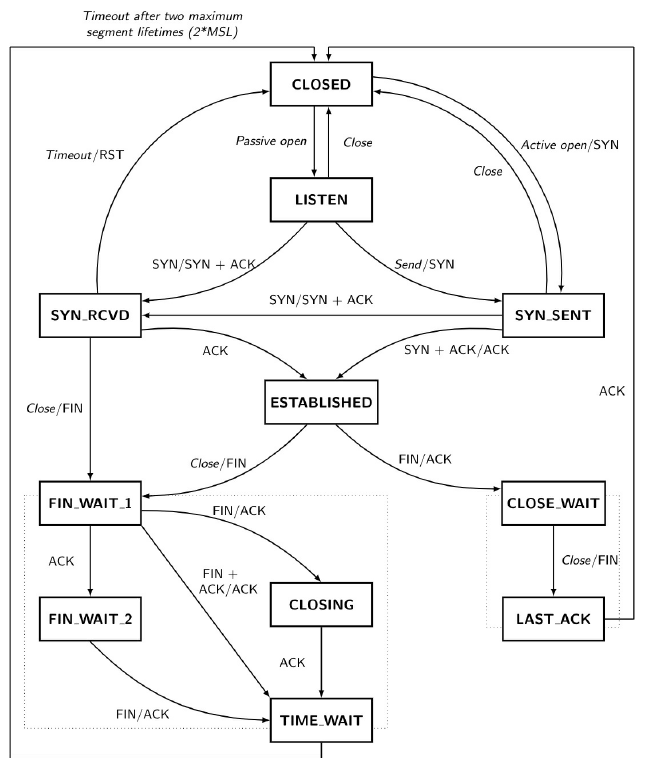 Timeout after two maximum
segment lifetimes (2*MSL)
CLOSED
Passive open
Close
Active open/SYN
Timeout/RST
Close
LISTEN
SYN/SYN + ACK
Send/SYN
SYN/SYN + ACK
SYN_RCVD
SYN_SENT
ACK
SYN + ACK/ACK
ACK
ESTABLISHED
Close/FIN
Close/FIN
FIN/ACK
FIN_WAIT_1
CLOSE_WAIT
FIN/ACK
ACK
FIN +
ACK/ACK
Close/FIN
CLOSING
FIN_WAIT_2
LAST_ACK
ACK
FIN/ACK
TIME_WAIT